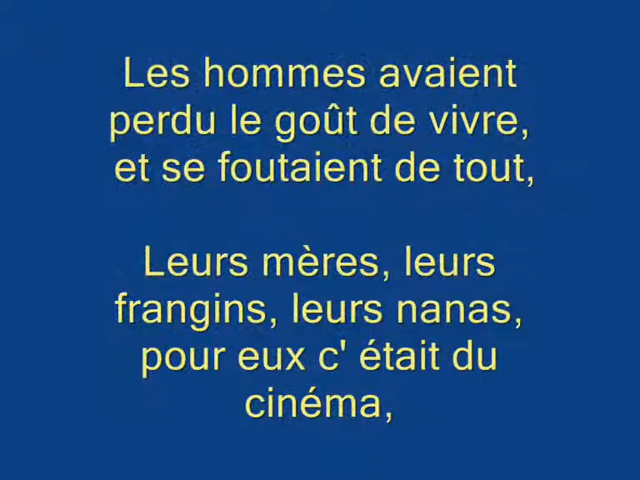 Les hommes avaient
perdu le goût de vivre,
et se foutaient de tout,
Leurs mères, leurs
frangins, leurs nanas,
pour eux c' était du
cinéma,